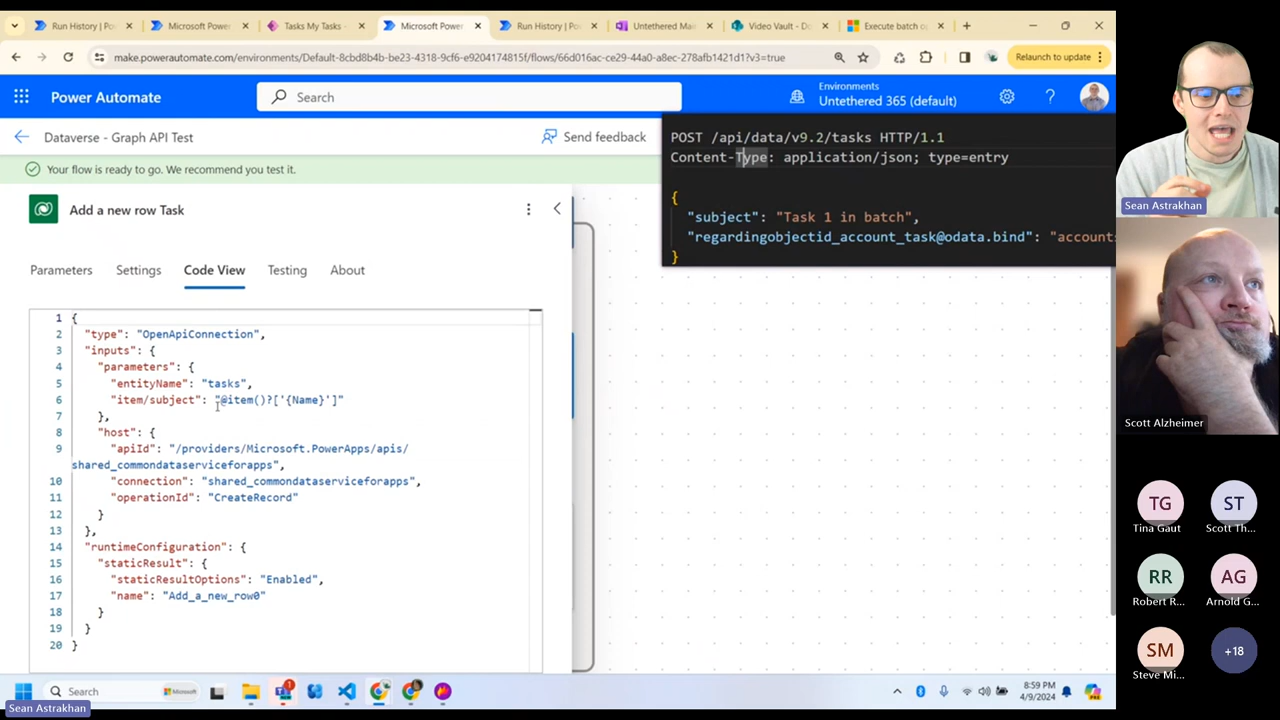 Run History | Po
Microsoft Power
Tasks My Tasks -
Microsoft Power
Run History | Po
Untethered Mai
Video Vault - Do
Execute batch o
make.powerautomate.com/environments/Default-8cbd8b4b-be23-4318-9cf6-e9204174815f/flows/66d016ac-ce29-44a0-a8ec-278afb1421d1?v3=true
Relaunch to update
Power Automate
Search
Environments
Untethered 365 (default)
Dataverse - Graph API Test
Send feedback
Your flow is ready to go. We recommend you test it.
POST /api/data/v9.2/tasks HTTP/1.1
Content-Type: application/json; type=entry
{
"subject": "Task 1 in batch",
"regardingobjectid_account_task@odata.bind": "accounts
}
Add a new row Task
Parameters
Settings
Code View
Testing
About
1 {
2 "type": "OpenApiConnection",
3 "inputs": {
4 "parameters": {
5 "entityName": "tasks",
6 "item/subject": "@item()?['{Name}']"
7 },
8 "host": {
9 "apiId": "/providers/Microsoft.PowerApps/apis/
shared_commondataserviceforapps",
10 "connection": "shared_commondataserviceforapps",
11 "operationId": "CreateRecord"
12 }
13 },
14 "runtimeConfiguration": {
15 "staticResult": {
16 "staticResultOptions": "Enabled",
17 "name": "Add_a_new_row0"
18 }
19 }
20 }
Sean Astrakhan
Scott Alzheimer
TG
Tina Gaut
ST
Scott Th...
RR
Robert R...
AG
Arnold G...
SM
Steve Mi...
+18
Search
Microsoft
1
8:59 PM
4/9/2024
Sean Astrakhan